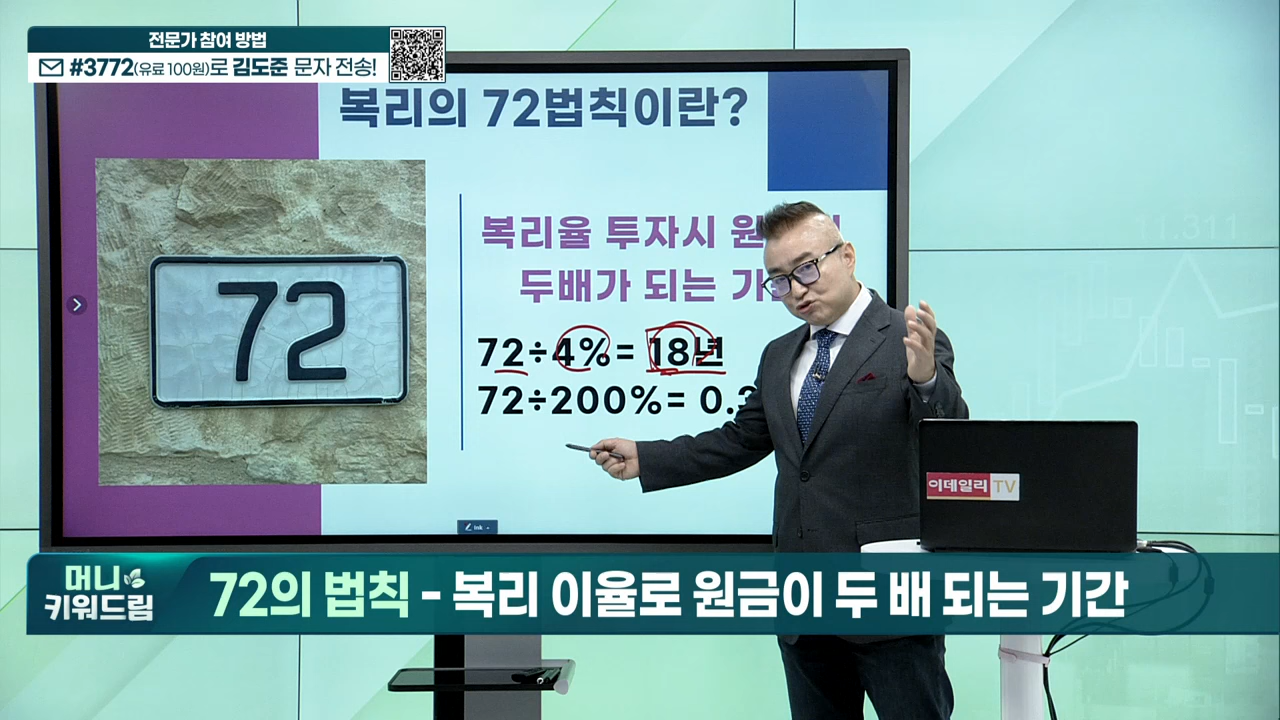 전문가 참여 방법
#3772(유료 100원)로 김도준 문자 전송!
복리의 72법칙이란?
72
복리율 투자시
두배가 되는
72÷4%= 18년
72÷200%= 0.3
Ink
이데일리TV
머니
키워드림
72의 법칙 - 복리 이율로 원금이 두 배 되는 기간